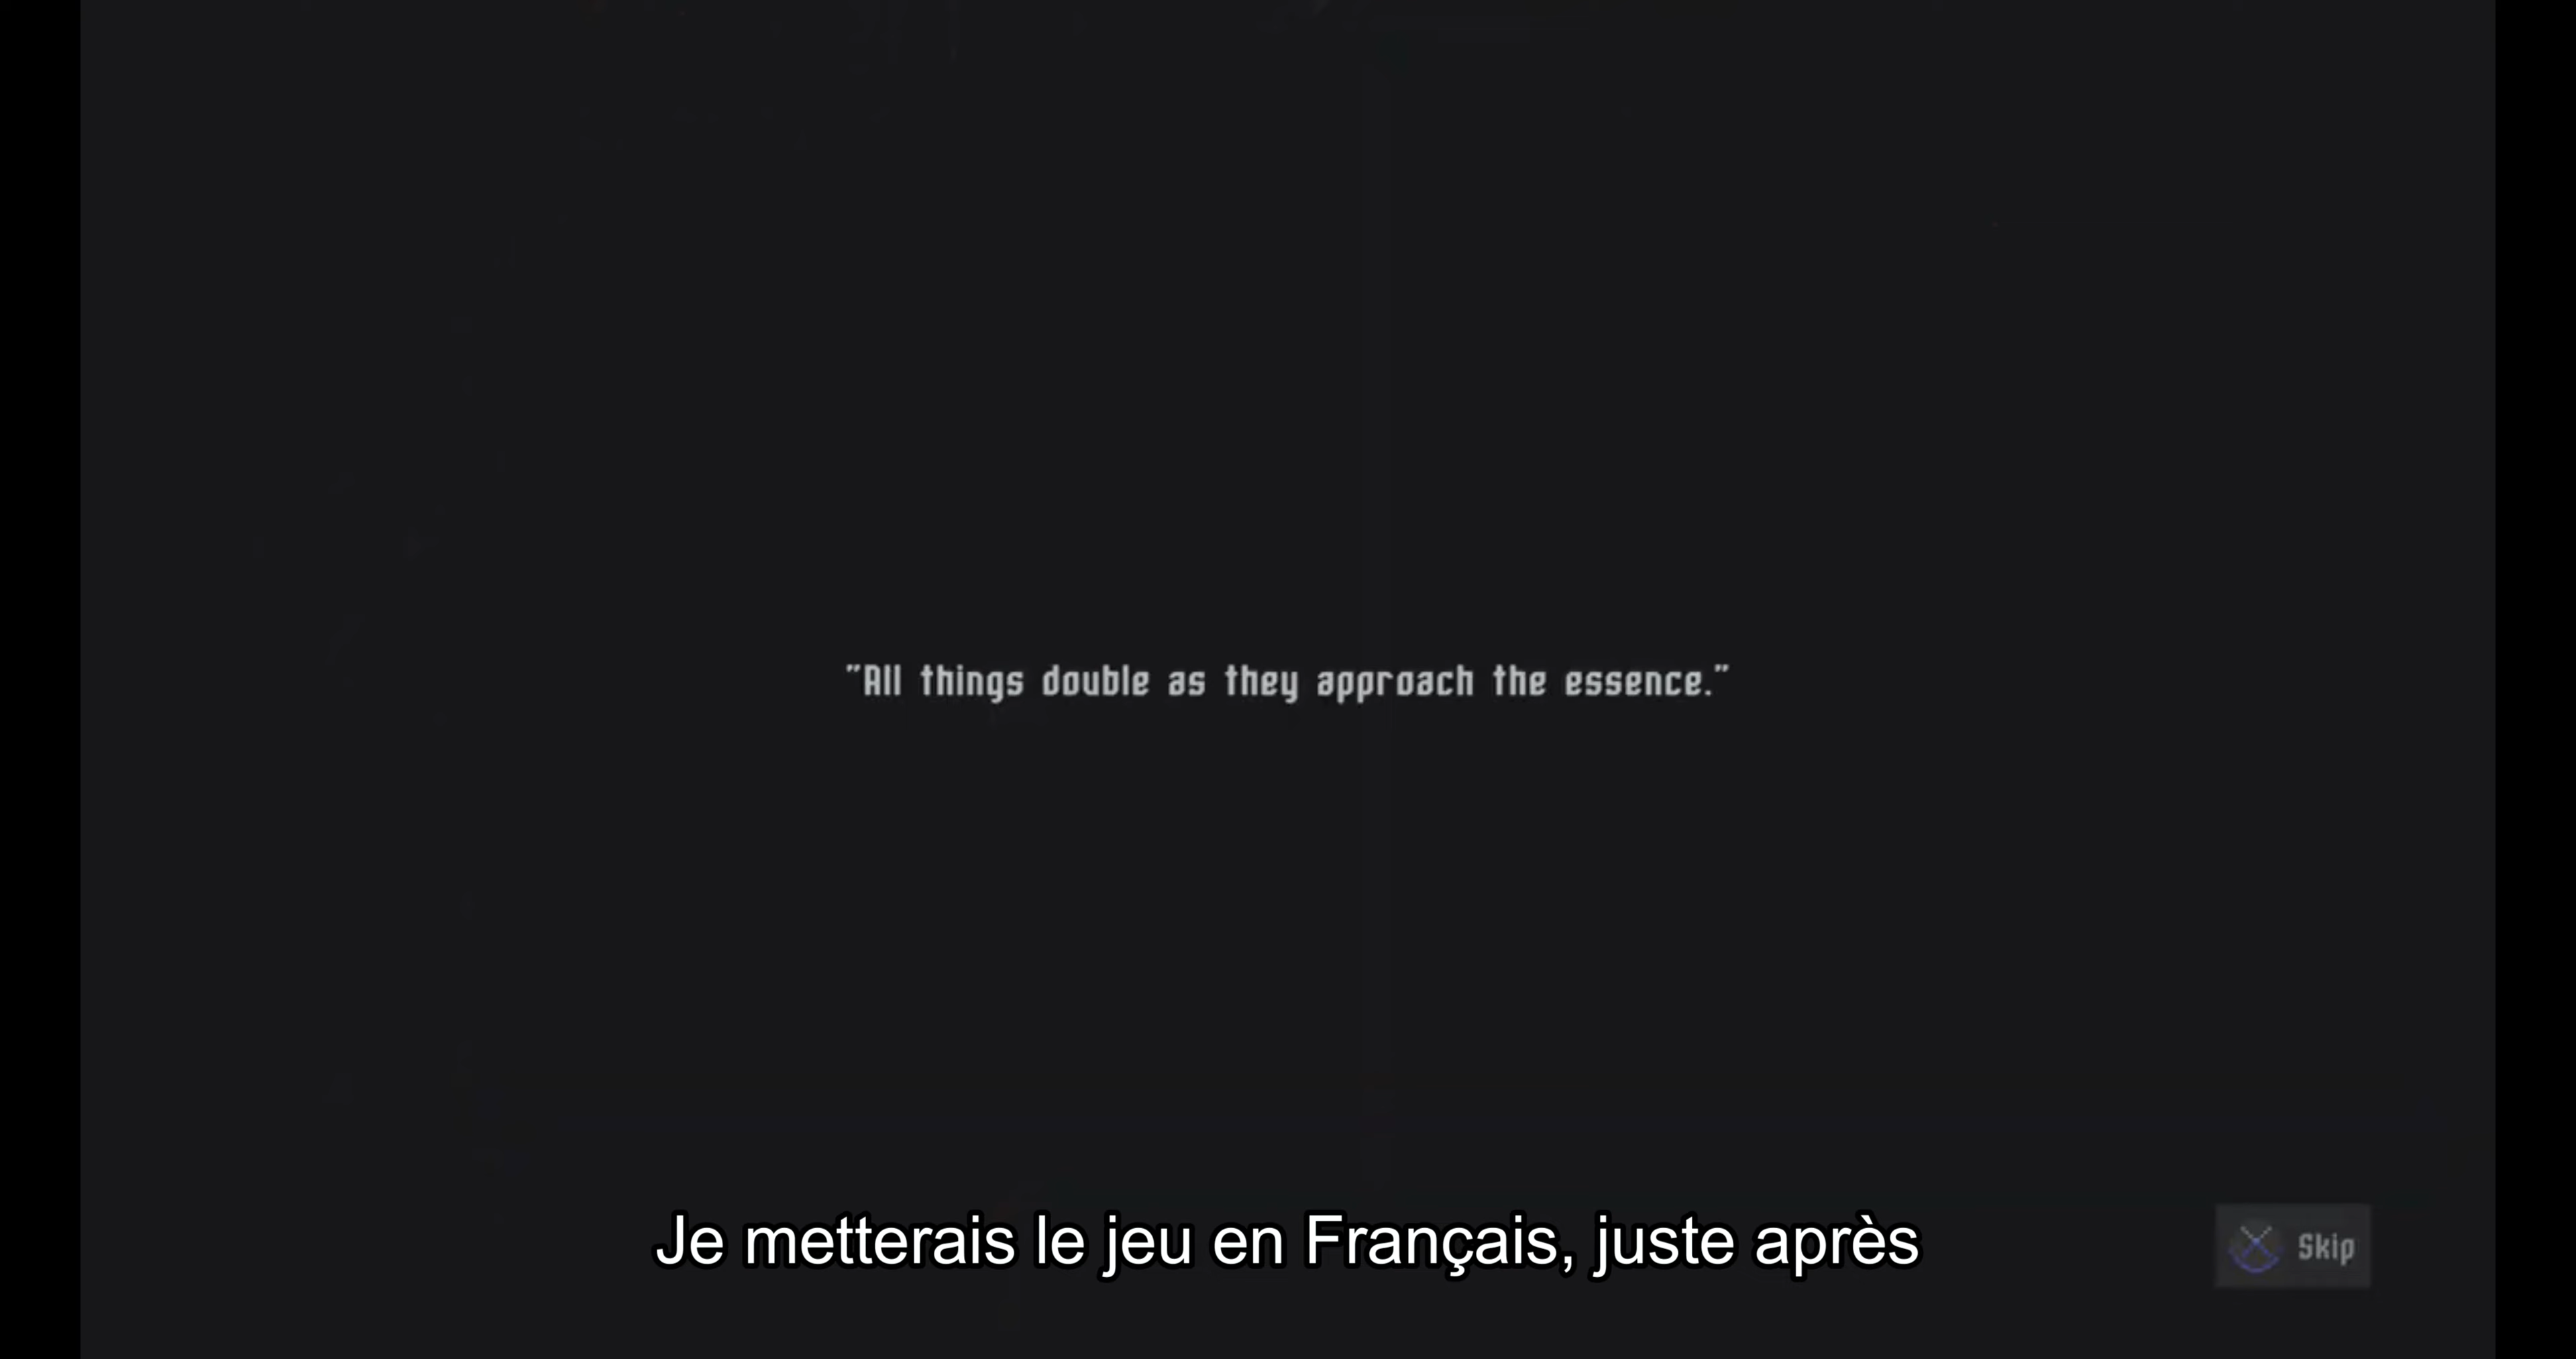 "All things double as they approach the essence."
Je metterais le jeu en Français, juste après
Skip